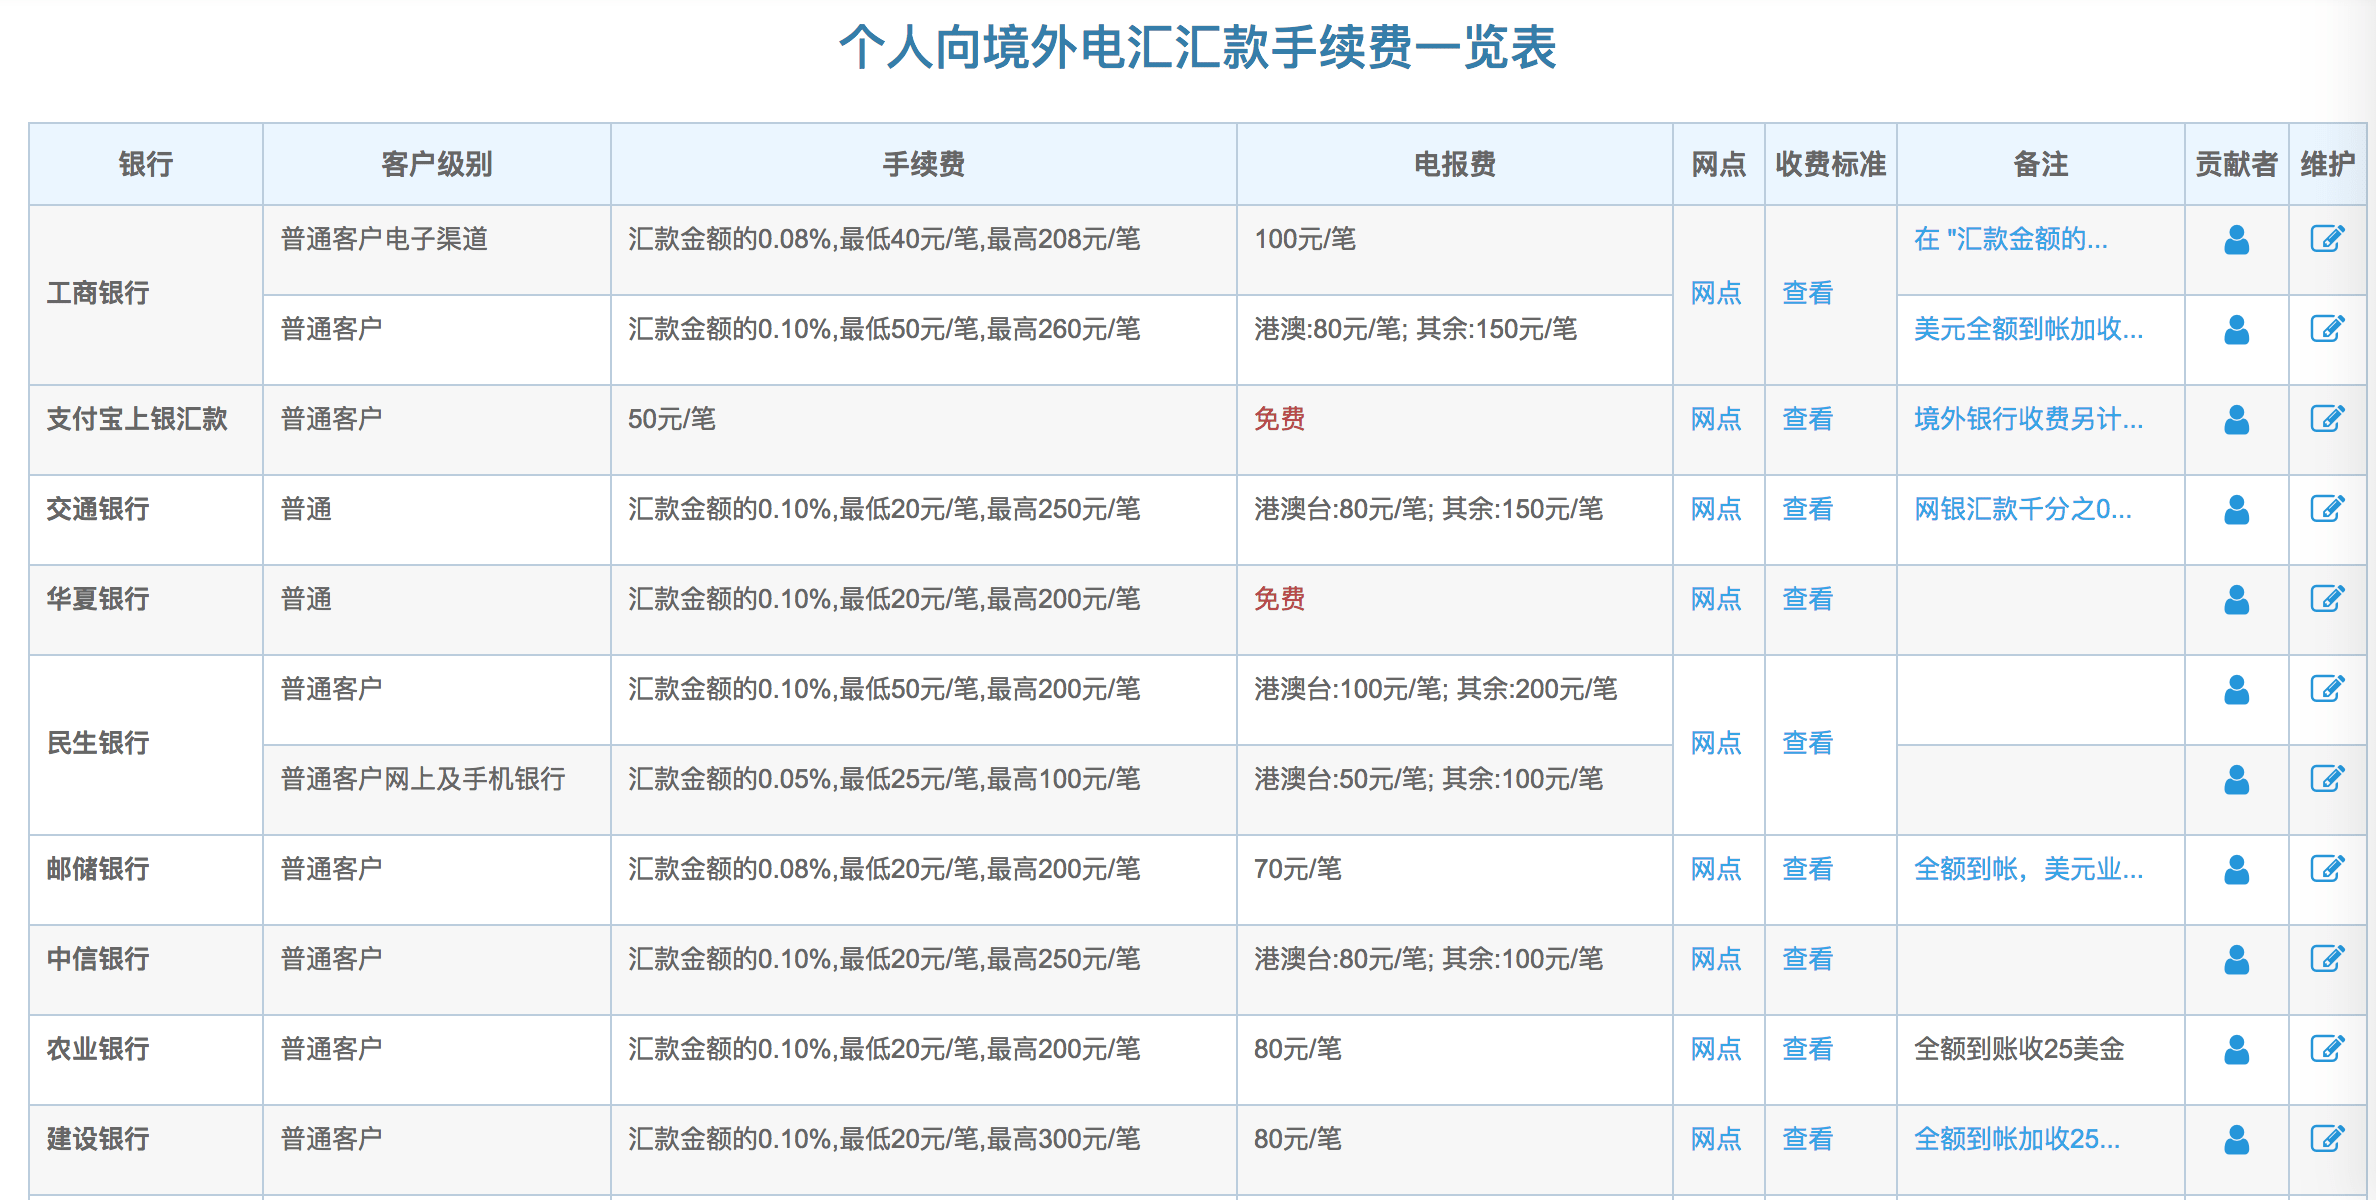 个人向境外电汇汇款手续费一览表
银行 客户级别 手续费 电报费 网点 收费标准 备注 贡献者 维护
工商银行 普通客户电子渠道 汇款金额的0.08%,最低40元/笔,最高208元/笔 100元/笔 网点 查看 在 "汇款金额的...
普通客户 汇款金额的0.10%,最低50元/笔,最高260元/笔 港澳:80元/笔; 其余:150元/笔 美元全额到帐加收...
支付宝上银汇款 普通客户 50元/笔 免费 网点 查看 境外银行收费另计...
交通银行 普通 汇款金额的0.10%,最低20元/笔,最高250元/笔 港澳台:80元/笔; 其余:150元/笔 网点 查看 网银汇款千分之0...
华夏银行 普通 汇款金额的0.10%,最低20元/笔,最高200元/笔 免费 网点 查看
民生银行 普通客户 汇款金额的0.10%,最低50元/笔,最高200元/笔 港澳台:100元/笔; 其余:200元/笔 网点 查看
普通客户网上及手机银行 汇款金额的0.05%,最低25元/笔,最高100元/笔 港澳台:50元/笔; 其余:100元/笔
邮储银行 普通客户 汇款金额的0.08%,最低20元/笔,最高200元/笔 70元/笔 网点 查看 全额到帐，美元业...
中信银行 普通客户 汇款金额的0.10%,最低20元/笔,最高250元/笔 港澳台:80元/笔; 其余:100元/笔 网点 查看
农业银行 普通客户 汇款金额的0.10%,最低20元/笔,最高200元/笔 80元/笔 网点 查看 全额到账收25美金
建设银行 普通客户 汇款金额的0.10%,最低20元/笔,最高300元/笔 80元/笔 网点 查看 全额到帐加收25...